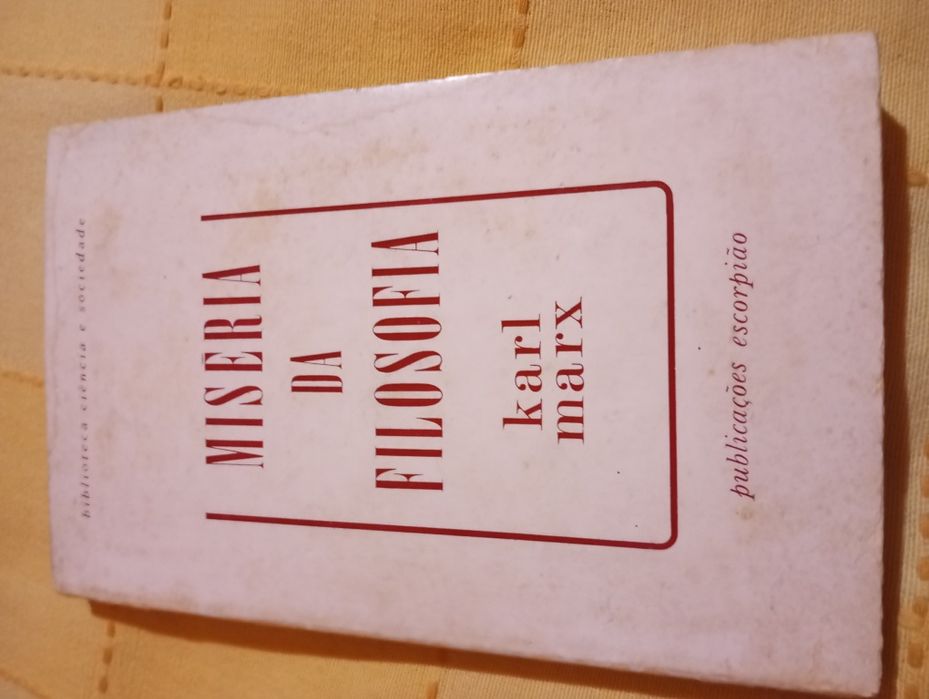 biblioteca ciência e sociedade
MISÉRIA
DA
FILOSOFIA
karl
marx
publicações escorpião